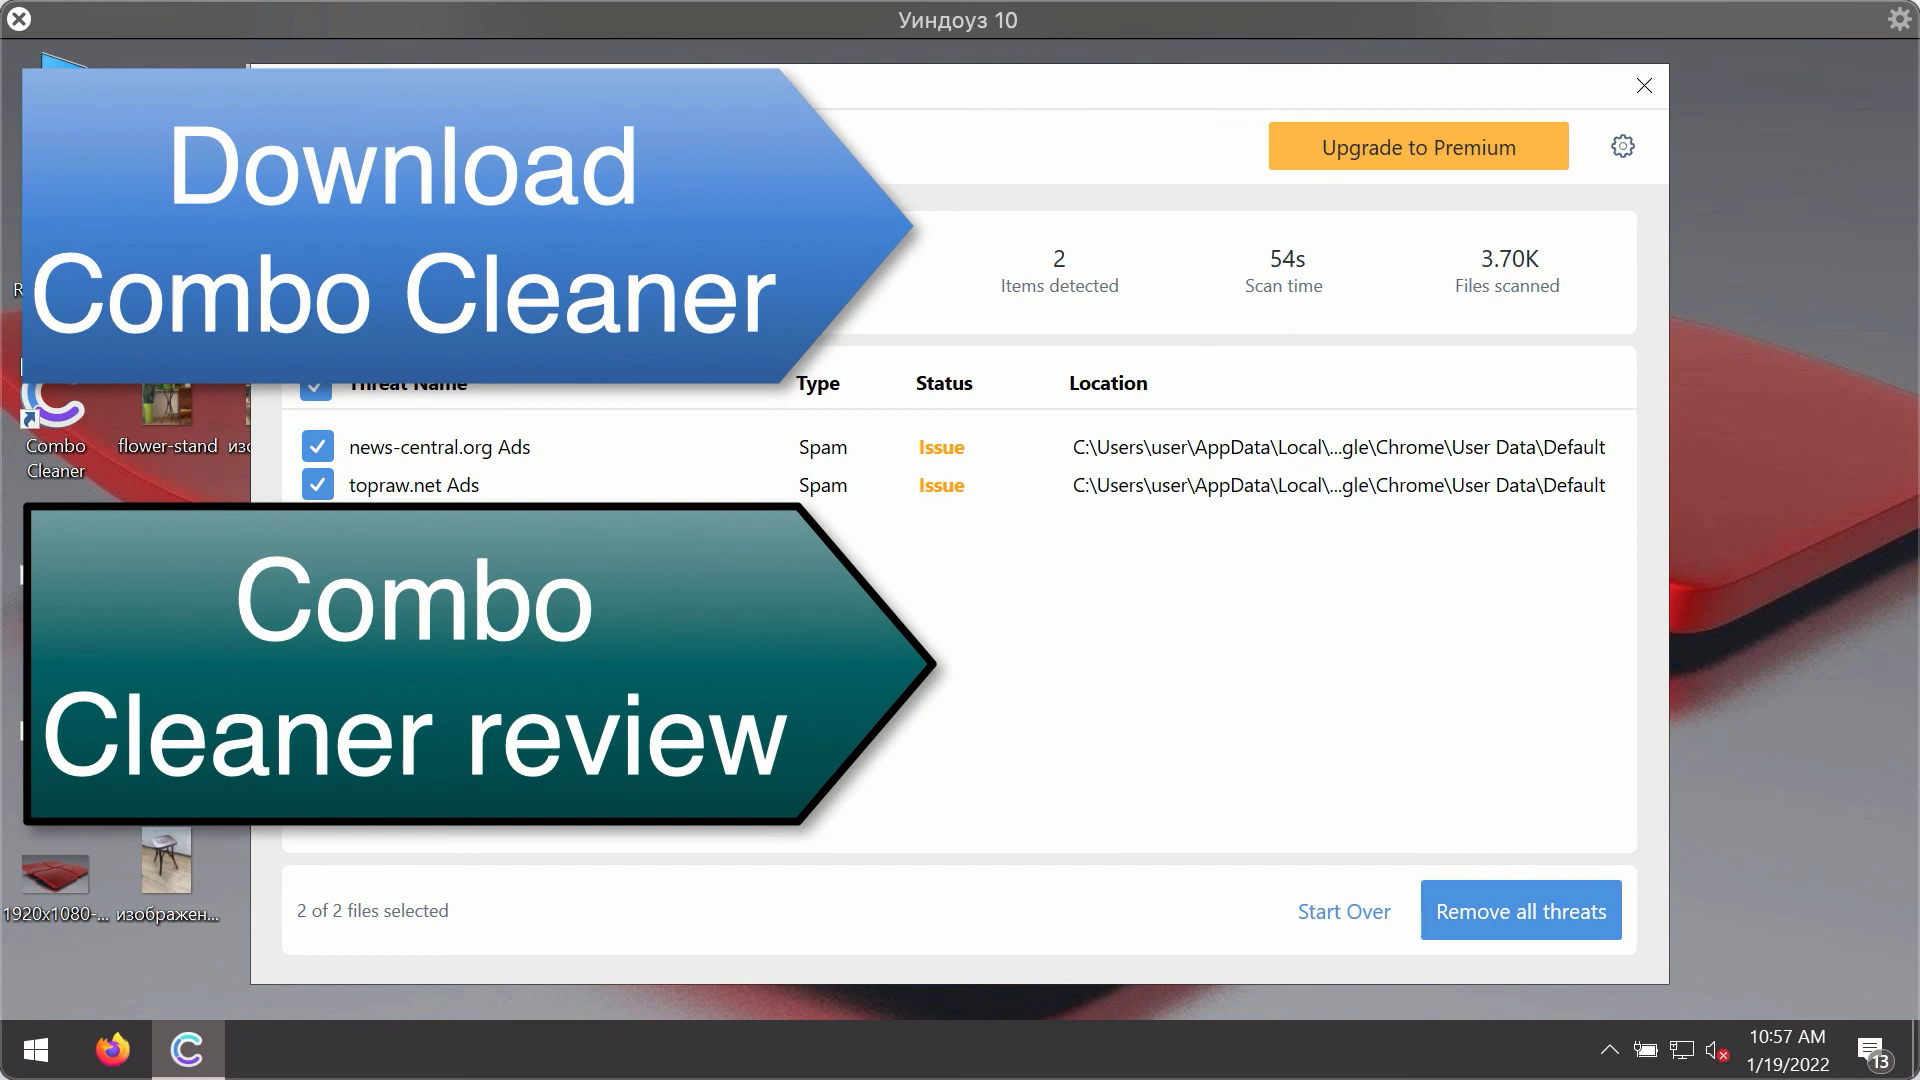 Уиндоуз 10
Download
Combo Cleaner
Upgrade to Premium
2
Items detected
54s
Scan time
3.70K
Files scanned
Threat Name
Type
Status
Location
news-central.org Ads
Spam
Issue
C:\Users\user\AppData\Local\...gle\Chrome\User Data\Default
topraw.net Ads
Spam
Issue
C:\Users\user\AppData\Local\...gle\Chrome\User Data\Default
Combo
Cleaner
flower-stand
Combo
Cleaner review
1920x1080-...
изображен...
2 of 2 files selected
Start Over
Remove all threats
10:57 AM
1/19/2022
13